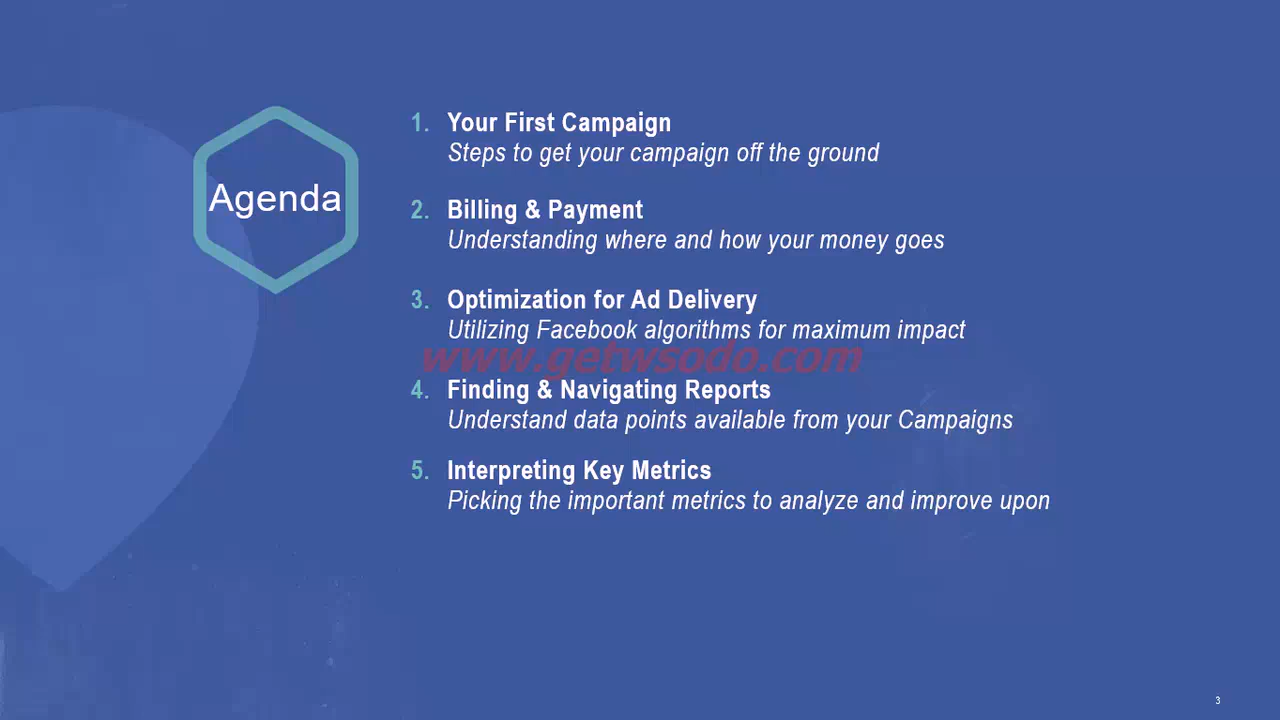 Agenda
1. Your First Campaign
Steps to get your campaign off the ground
2. Billing & Payment
Understanding where and how your money goes
3. Optimization for Ad Delivery
Utilizing Facebook algorithms for maximum impact
www.getwsodo.com
4. Finding & Navigating Reports
Understand data points available from your Campaigns
5. Interpreting Key Metrics
Picking the important metrics to analyze and improve upon
3